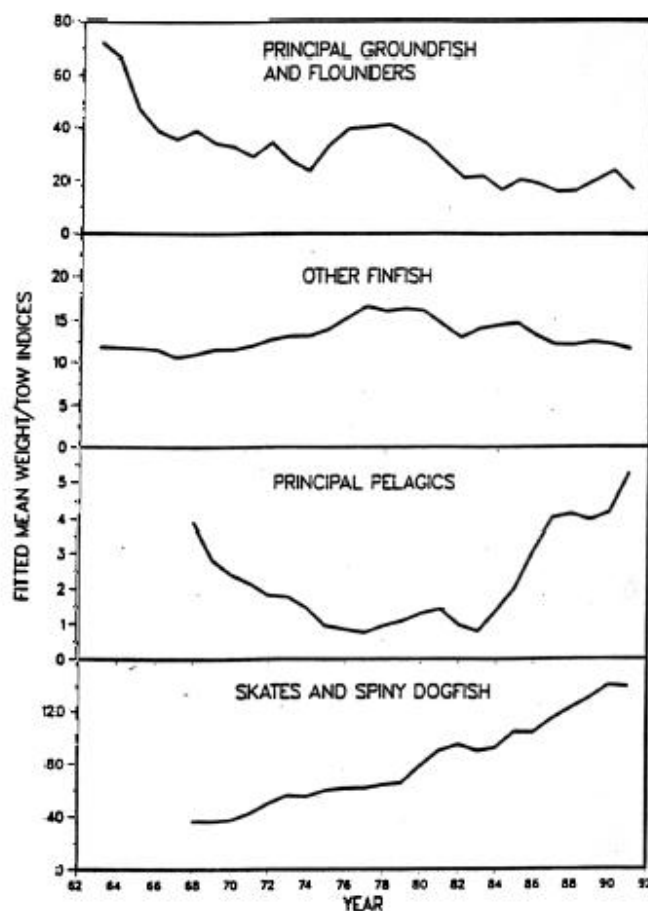 80
PRINCIPAL GROUNDFISH
AND FLOUNDERS
60
40
20
0
OTHER FINFISH
20
15
10
5
0
PRINCIPAL PELAGICS
5
4
3
2
1
0
SKATES AND SPINY DOGFISH
120
80
40
0
62 64 66 68 70 72 74 76 78 80 82 84 86 88 90 92
YEAR
FITTED MEAN WEIGHT/TOW INDICES